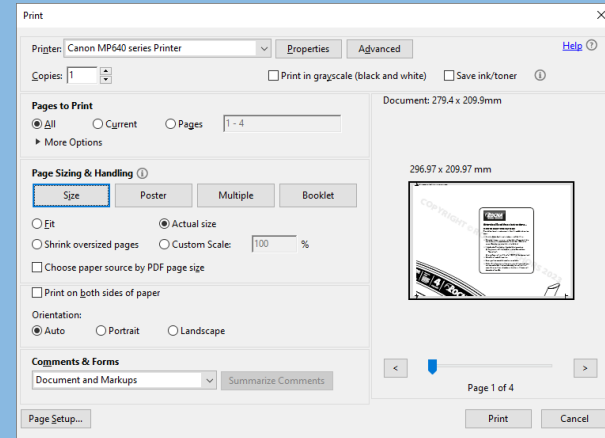 Print
Printer: Canon MP640 series Printer Properties Advanced Help
Copies: 1 Print in grayscale (black and white) Save ink/toner
Pages to Print
All Current Pages 1 - 4
More Options
Page Sizing & Handling
Size Poster Multiple Booklet
Fit Actual size
Shrink oversized pages Custom Scale: 100 %
Choose paper source by PDF page size
Print on both sides of paper
Orientation:
Auto Portrait Landscape
Comments & Forms
Document and Markups Summarize Comments
Page Setup...
Document: 279.4 x 209.9mm
296.97 x 209.97 mm
COPYRIGHT ©
< >
Page 1 of 4
Print Cancel